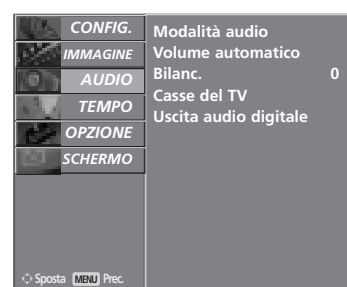 CONFIG.
IMMAGINE
AUDIO
TEMPO
OPZIONE
SCHERMO
Modalità audio
Volume automatico
Bilanc. 0
Casse del TV
Uscita audio digitale
Sposta MENU Prec.